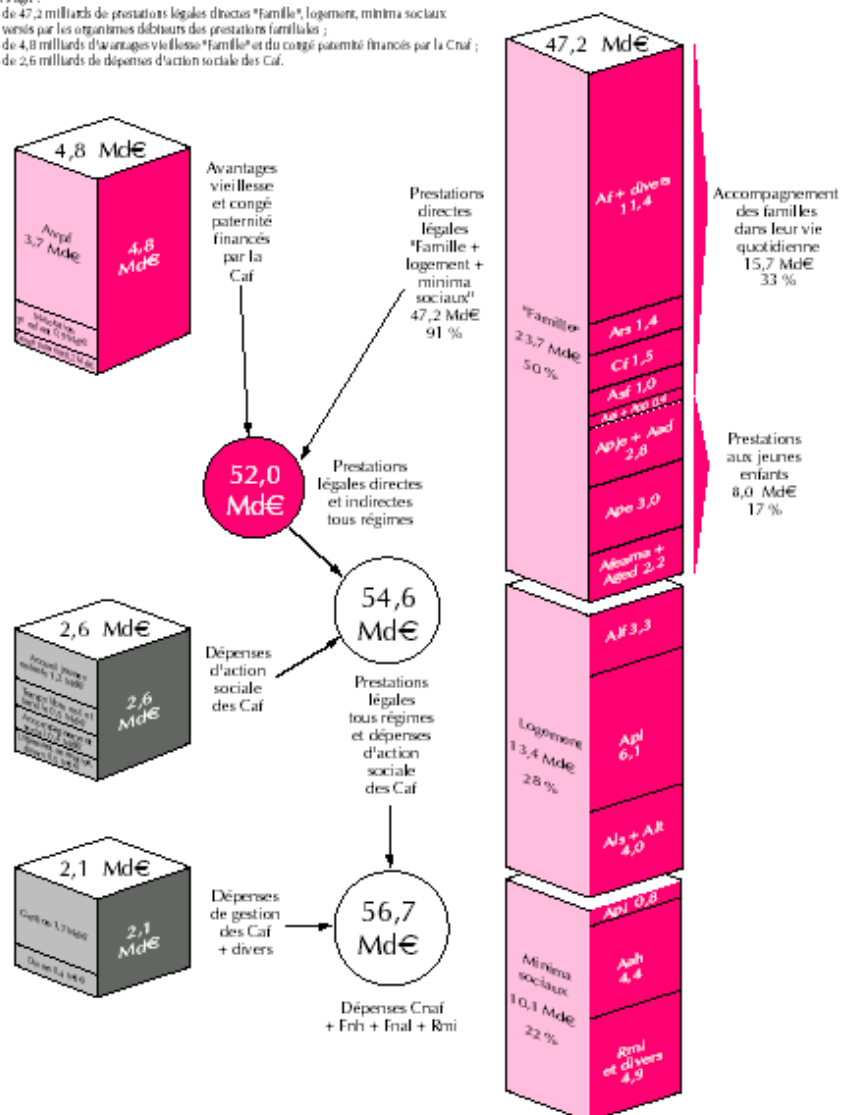 de 47,2 milliards de prestations légales directes "Famille", logement, minima sociaux
versés par les organismes débiteurs des prestations familiales ;
de 4,8 milliards d'avantages vieillesse "Famille" et du congé paternité financés par la Cnaf ;
de 2,6 milliards de dépenses d'action sociale des Caf.
4,8 Md€
Avpf
3,7 Md€
4,8
Md€
Avantages
vieillesse
et congé
paternité
financés
par la
Caf
Prestations
directes
légales
"Famille +
logement +
minima
sociaux"
47,2 Md€
91 %
52,0
Md€
Prestations
légales directes
et indirectes
tous régimes
54,6
Md€
2,6 Md€
2,6
Md€
Dépenses
d'action
sociale
des Caf
Prestations
légales
tous régimes
et dépenses
d'action
sociale
des Caf
2,1 Md€
Gestion 1,7 Md€
2,1
Md€
Dépenses
de gestion
des Caf
+ divers
56,7
Md€
Dépenses Cnaf
+ Fnh + Fnal + Rmi
47,2 Md€
"Famille"
23,7 Md€
50 %
Af + divers
11,4
Ars 1,4
Cf 1,5
Asf 1,0
Apje + Aad
2,8
Ape 3,0
Afeama +
Aged 2,2
Accompagnement
des familles
dans leur vie
quotidienne
15,7 Md€
33 %
Prestations
aux jeunes
enfants
8,0 Md€
17 %
Logement
13,4 Md€
28 %
Alf 3,3
Apl
6,1
Als + Alt
4,0
Minima
sociaux
10,1 Md€
22 %
Api 0,8
Aah
4,4
Rmi
et divers
4,9